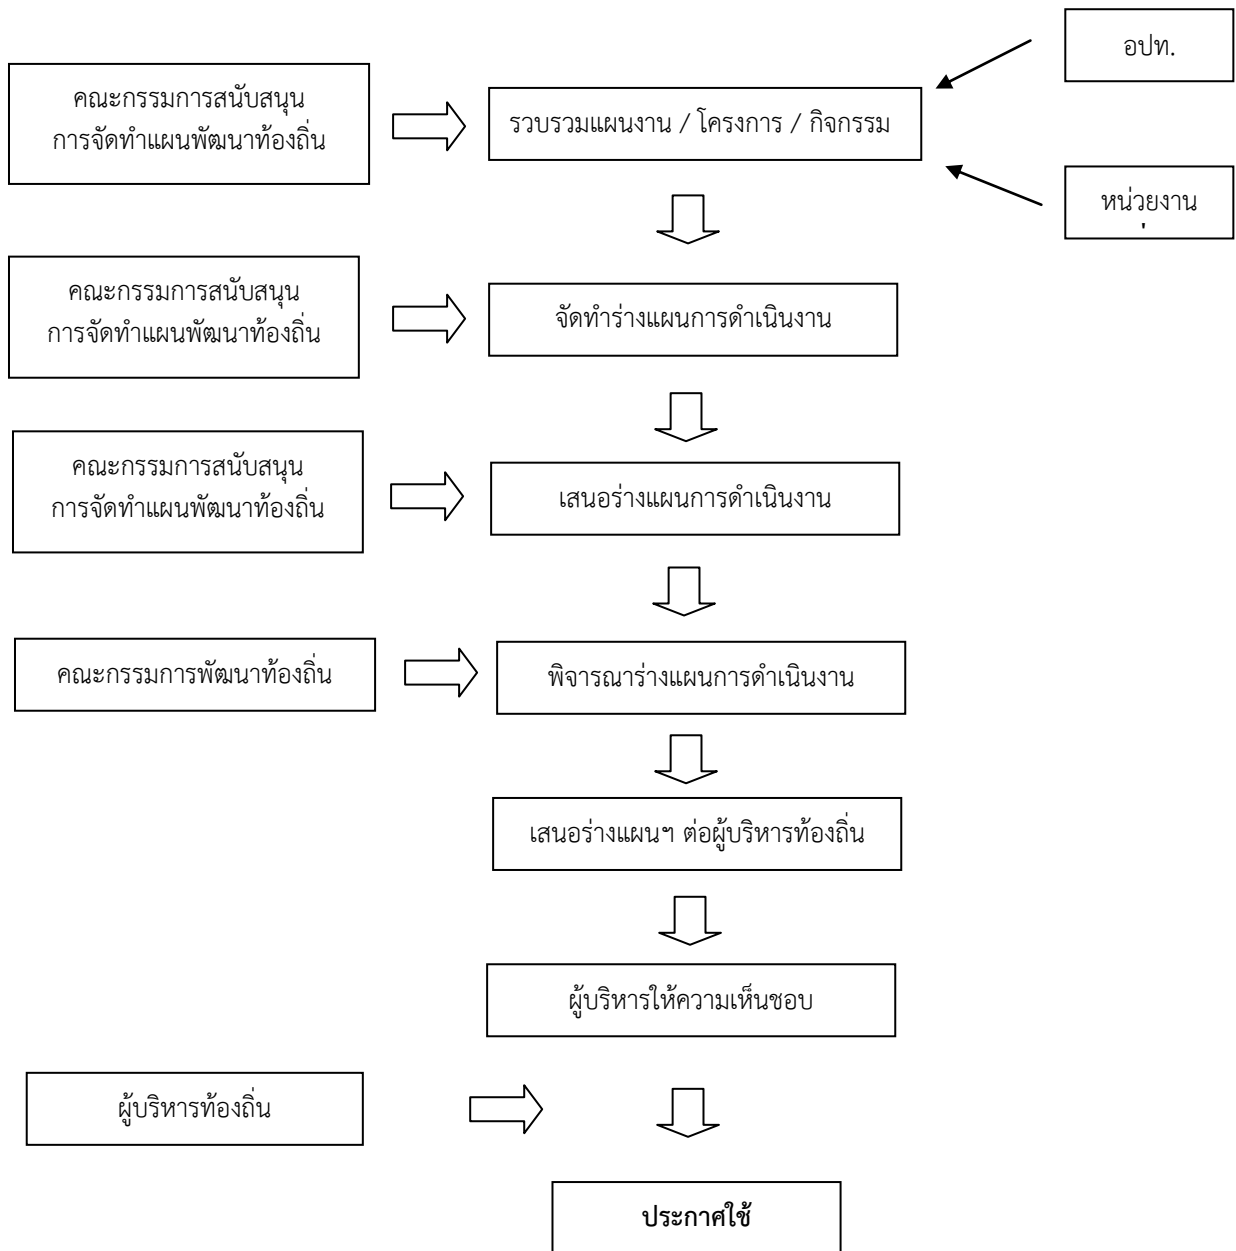 อปท.
คณะกรรมการสนับสนุน
การจัดทำแผนพัฒนาท้องถิ่น
รวบรวมแผนงาน / โครงการ / กิจกรรม
หน่วยงาน
คณะกรรมการสนับสนุน
การจัดทำแผนพัฒนาท้องถิ่น
จัดทำร่างแผนการดำเนินงาน
คณะกรรมการสนับสนุน
การจัดทำแผนพัฒนาท้องถิ่น
เสนอร่างแผนการดำเนินงาน
คณะกรรมการพัฒนาท้องถิ่น
พิจารณาร่างแผนการดำเนินงาน
เสนอร่างแผนฯ ต่อผู้บริหารท้องถิ่น
ผู้บริหารให้ความเห็นชอบ
ผู้บริหารท้องถิ่น
ประกาศใช้